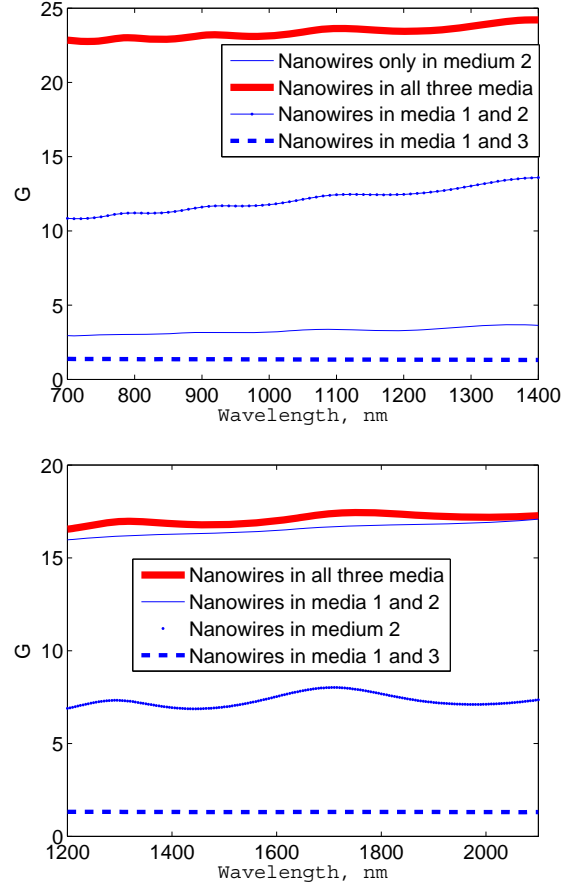 25
20
15
10
5
0
G
Nanowires only in medium 2
Nanowires in all three media
Nanowires in media 1 and 2
Nanowires in media 1 and 3
700 800 900 1000 1100 1200 1300 1400
Wavelength, nm
20
15
10
5
0
G
Nanowires in all three media
Nanowires in media 1 and 2
Nanowires in medium 2
Nanowires in media 1 and 3
1200 1400 1600 1800 2000
Wavelength, nm